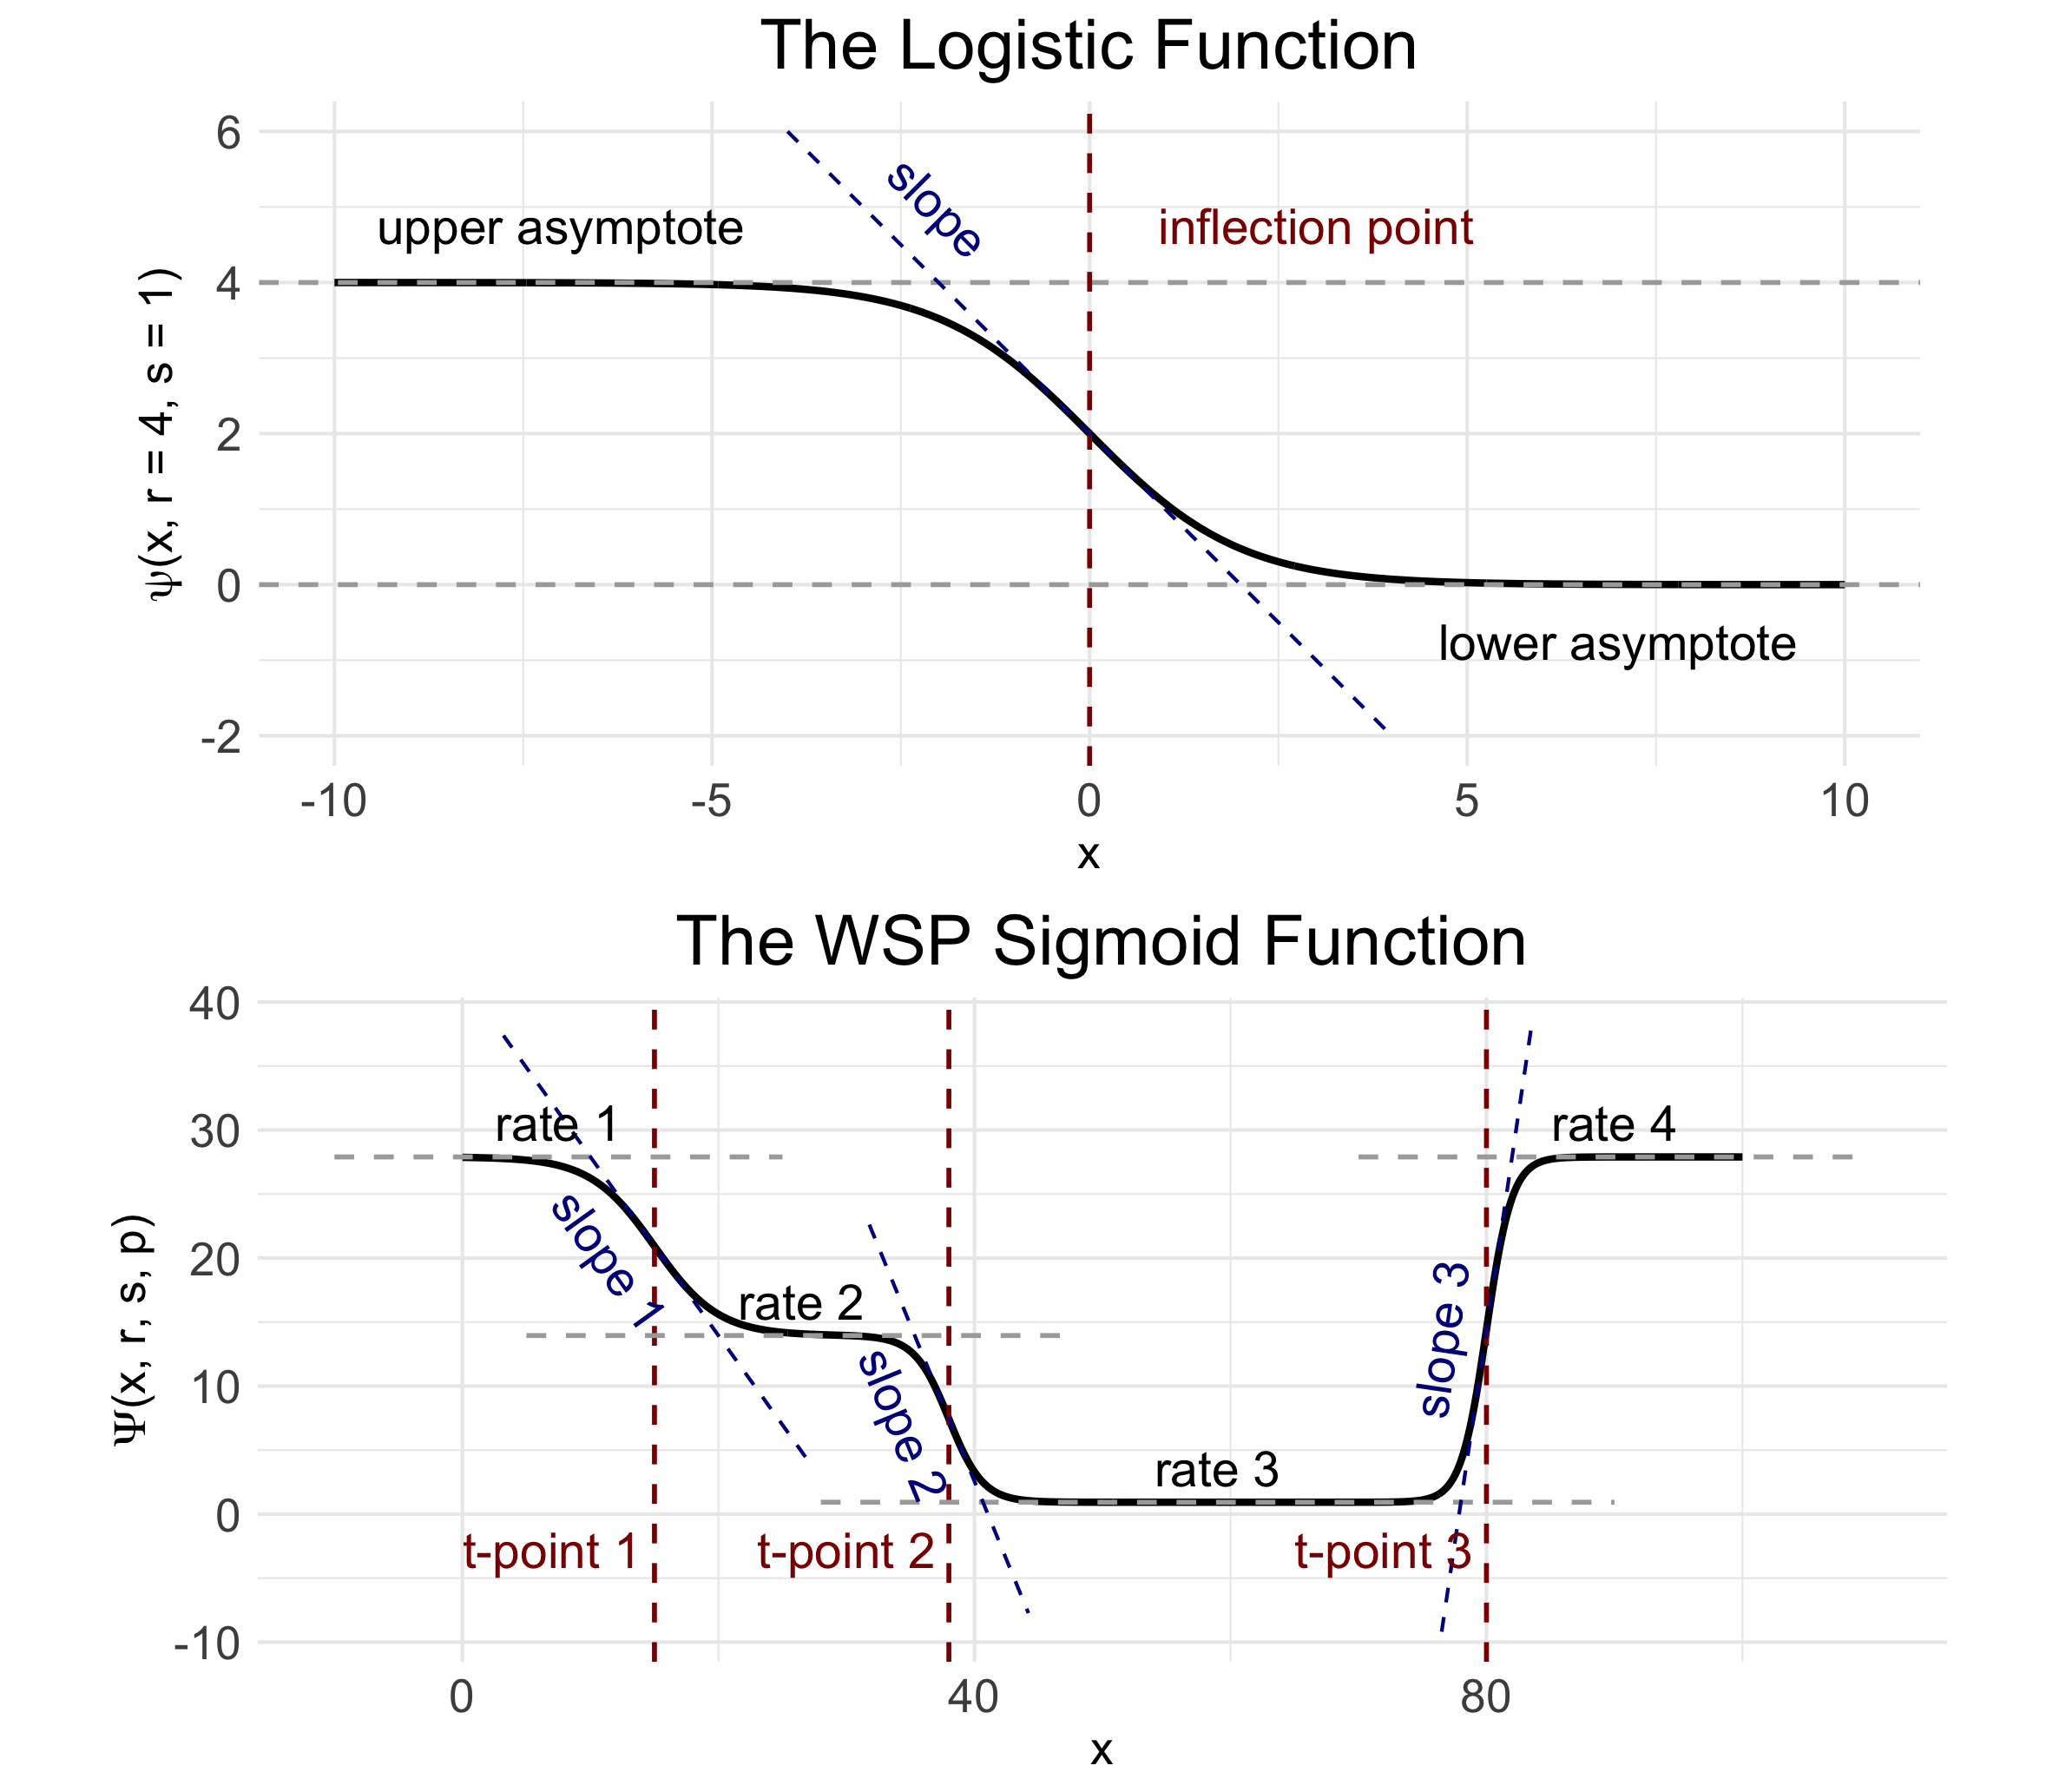 The Logistic Function
6
4
2
0
-2
ψ(x, r = 4, s = 1)
upper asymptote
slope
inflection point
lower asymptote
-10
-5
0
5
10
x
The WSP Sigmoid Function
40
30
20
10
0
-10
Ψ(x, r, s, p)
rate 1
slope 1
rate 2
slope 2
rate 3
slope 3
rate 4
t-point 1
t-point 2
t-point 3
0
40
80
x